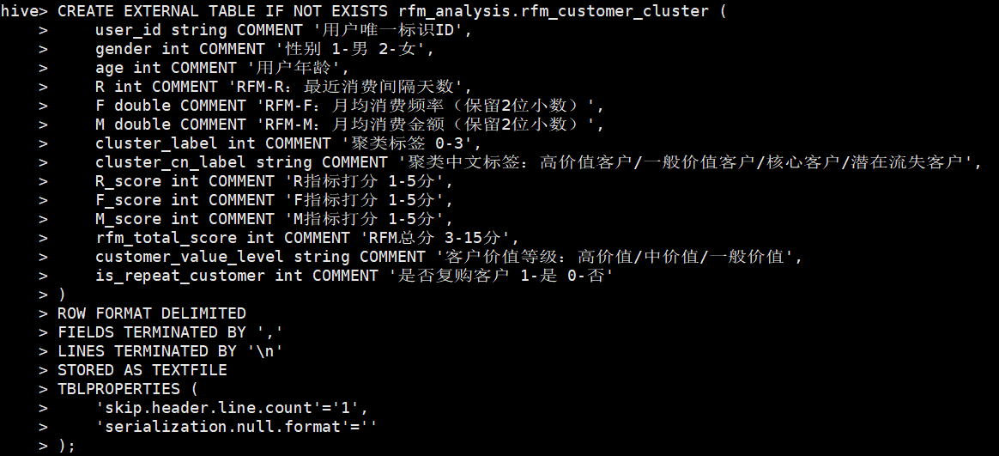 hive> CREATE EXTERNAL TABLE IF NOT EXISTS rfm_analysis.rfm_customer_cluster (
    >     user_id string COMMENT '用户唯一标识ID',
    >     gender int COMMENT '性别 1-男 2-女',
    >     age int COMMENT '用户年龄',
    >     R int COMMENT 'RFM-R：最近消费间隔天数',
    >     F double COMMENT 'RFM-F：月均消费频率（保留2位小数）',
    >     M double COMMENT 'RFM-M：月均消费金额（保留2位小数）',
    >     cluster_label int COMMENT '聚类标签 0-3',
    >     cluster_cn_label string COMMENT '聚类中文标签：高价值客户/一般价值客户/核心客户/潜在流失客户',
    >     R_score int COMMENT 'R指标打分 1-5分',
    >     F_score int COMMENT 'F指标打分 1-5分',
    >     M_score int COMMENT 'M指标打分 1-5分',
    >     rfm_total_score int COMMENT 'RFM总分 3-15分',
    >     customer_value_level string COMMENT '客户价值等级：高价值/中价值/一般价值',
    >     is_repeat_customer int COMMENT '是否复购客户 1-是 0-否'
    > )
    > ROW FORMAT DELIMITED
    > FIELDS TERMINATED BY ','
    > LINES TERMINATED BY '\n'
    > STORED AS TEXTFILE
    > TBLPROPERTIES (
    >     'skip.header.line.count'='1',
    >     'serialization.null.format'=''
    > );